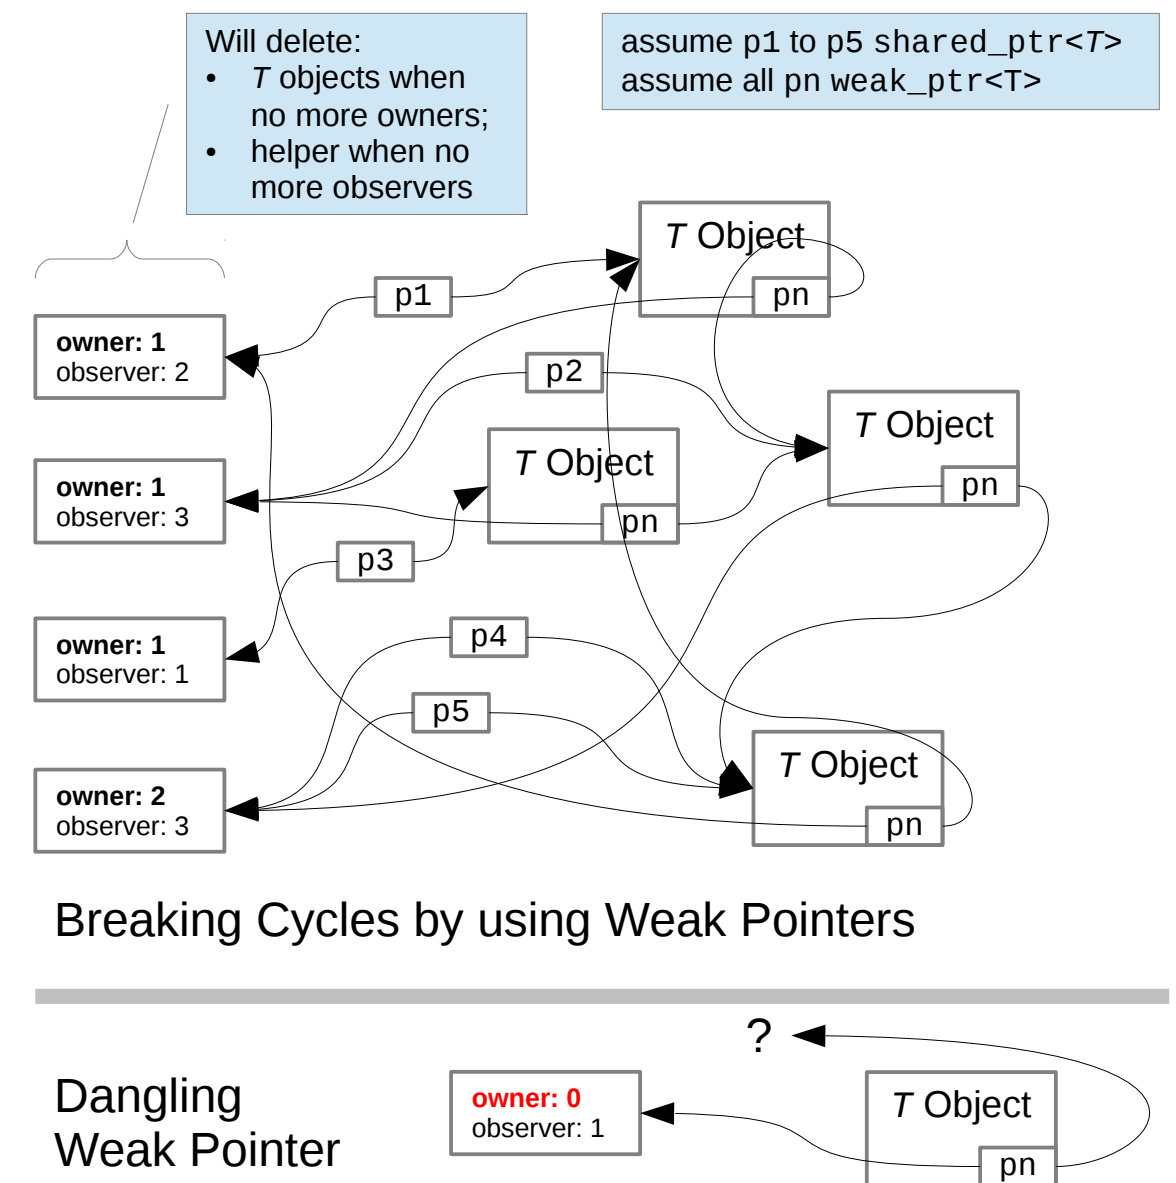 Will delete:
• T objects when
no more owners;
• helper when no
more observers
assume p1 to p5 shared_ptr<T>
assume all pn weak_ptr<T>
T Object
pn
p1
owner: 1
observer: 2
p2
T Object
pn
T Object
pn
owner: 1
observer: 3
p3
owner: 1
observer: 1
p4
p5
T Object
pn
owner: 2
observer: 3
Breaking Cycles by using Weak Pointers
?
Dangling
Weak Pointer
owner: 0
observer: 1
T Object
pn